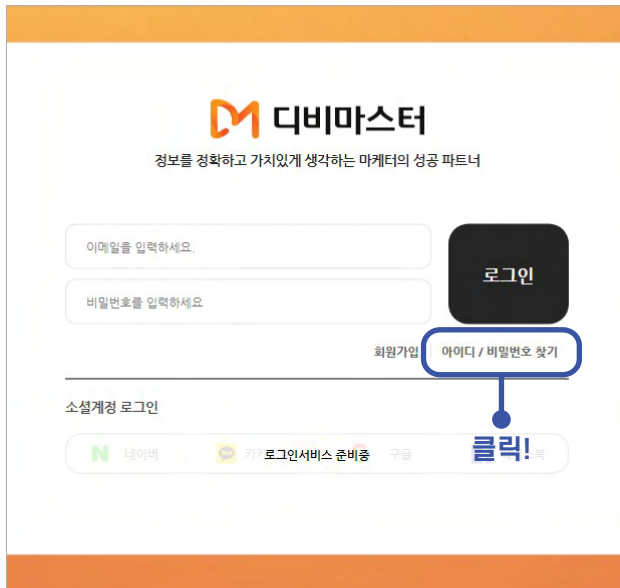 디비마스터
정보를 정확하고 가치있게 생각하는 마케터의 성공 파트너
이메일을 입력하세요.
로그인
비밀번호를 입력하세요
회원가입
아이디 / 비밀번호 찾기
소셜계정 로그인
클릭!
네이버
로그인서비스 준비중
구글